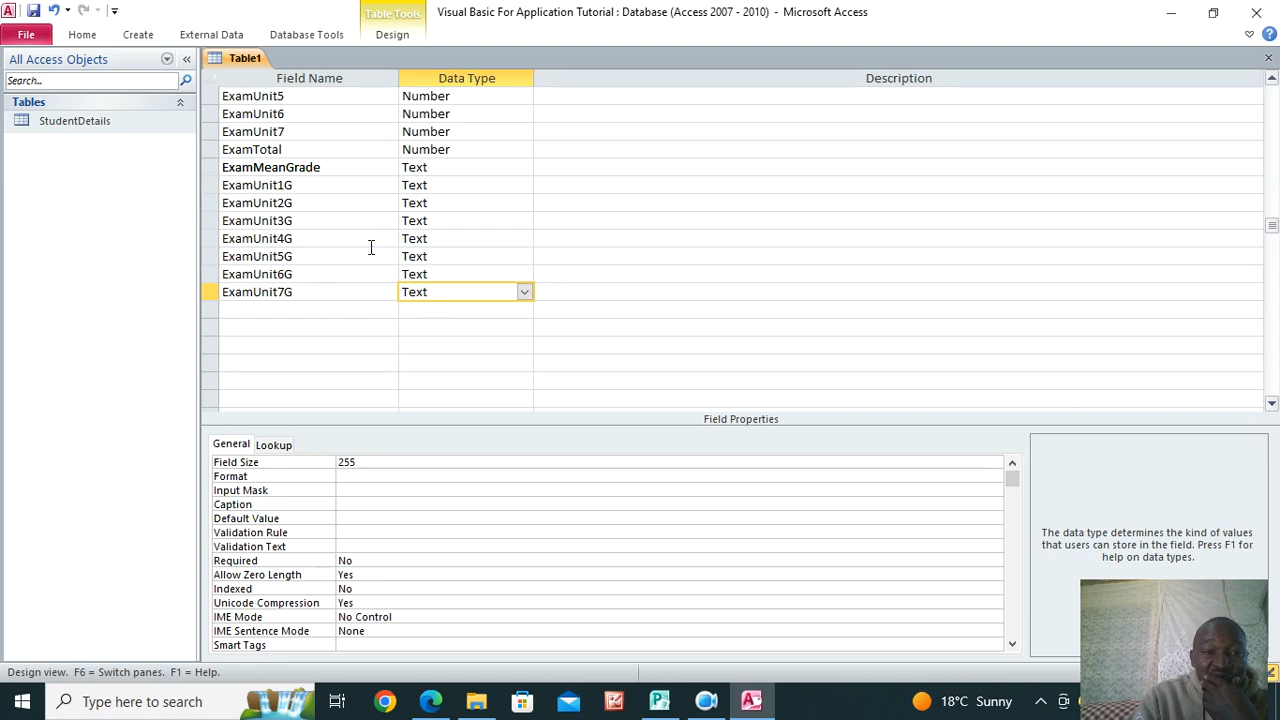 Table Tools
Visual Basic For Application Tutorial : Database (Access 2007 - 2010) - Microsoft Access
File
Home
Create
External Data
Database Tools
Design
All Access Objects
Search...
Tables
StudentDetails
Table1
Field Name Data Type Description
ExamUnit5 Number
ExamUnit6 Number
ExamUnit7 Number
ExamTotal Number
ExamMeanGrade Text
ExamUnit1G Text
ExamUnit2G Text
ExamUnit3G Text
ExamUnit4G Text
ExamUnit5G Text
ExamUnit6G Text
ExamUnit7G Text
Field Properties
General Lookup
Field Size 255
Format
Input Mask
Caption
Default Value
Validation Rule
Validation Text
Required No
Allow Zero Length Yes
Indexed No
Unicode Compression Yes
IME Mode No Control
IME Sentence Mode None
Smart Tags
The data type determines the kind of values
that users can store in the field. Press F1 for
help on data types.
Design view. F6 = Switch panes. F1 = Help.
Type here to search
18°C Sunny